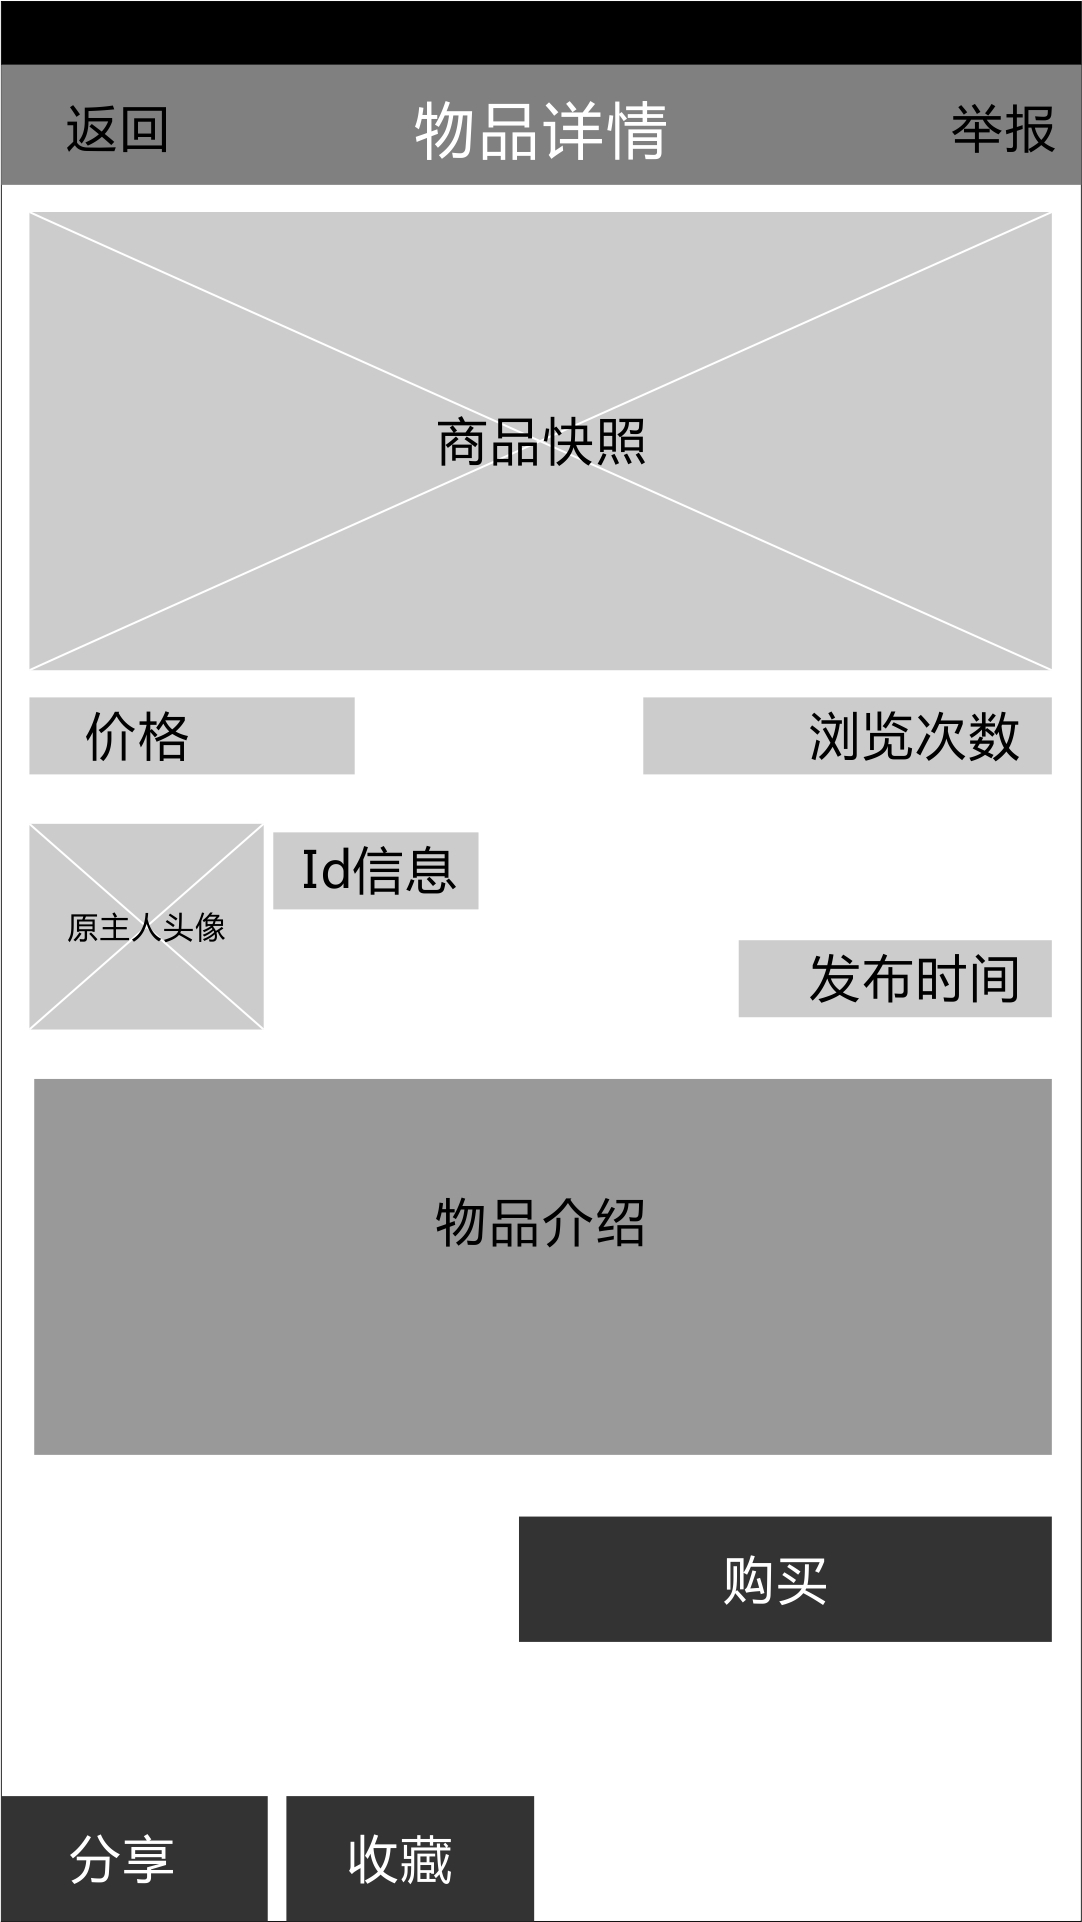 返回 物品详情 举报
商品快照
价格 浏览次数
Id信息
原主人头像
发布时间
物品介绍
购买
分享 收藏